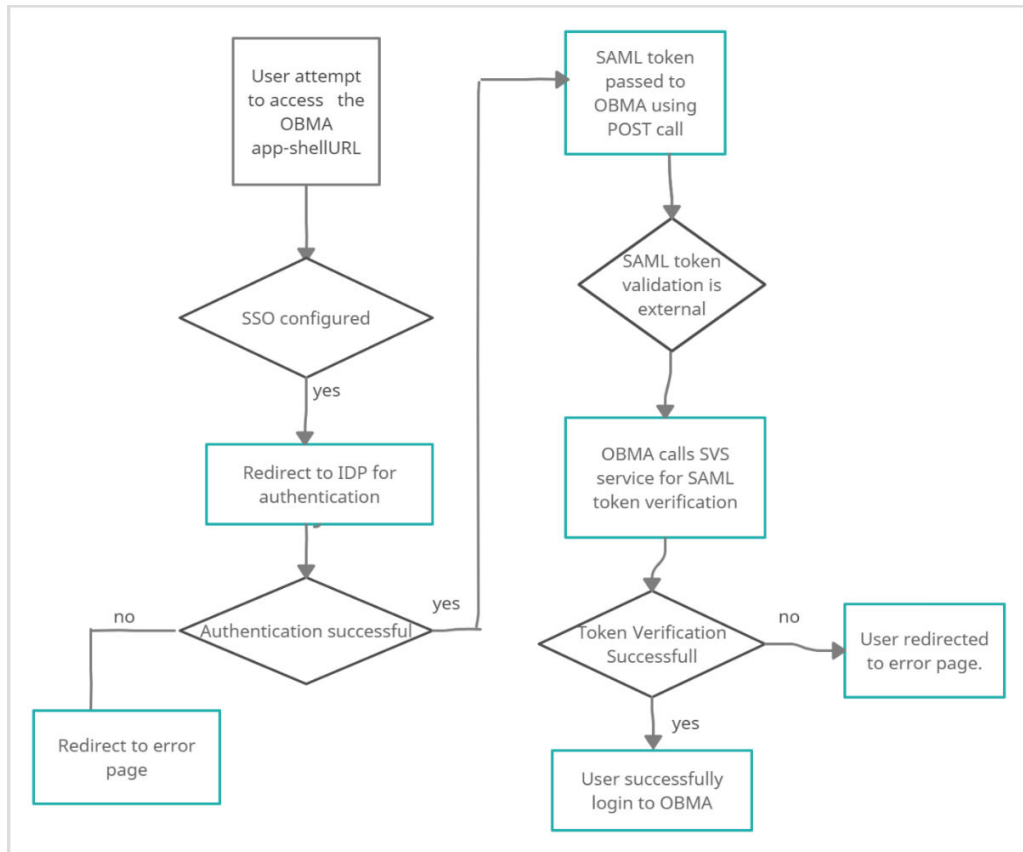 User attempt
to access the
OBMA
app-shellURL
SSO configured
yes
Redirect to IDP for
authentication
Authentication successful
no
yes
Redirect to error
page
SAML token
passed to
OBMA using
POST call
SAML token
validation is
external
OBMA calls SVS
service for SAML
token verification
Token Verification
Successfull
no
User redirected
to error page.
yes
User successfully
login to OBMA